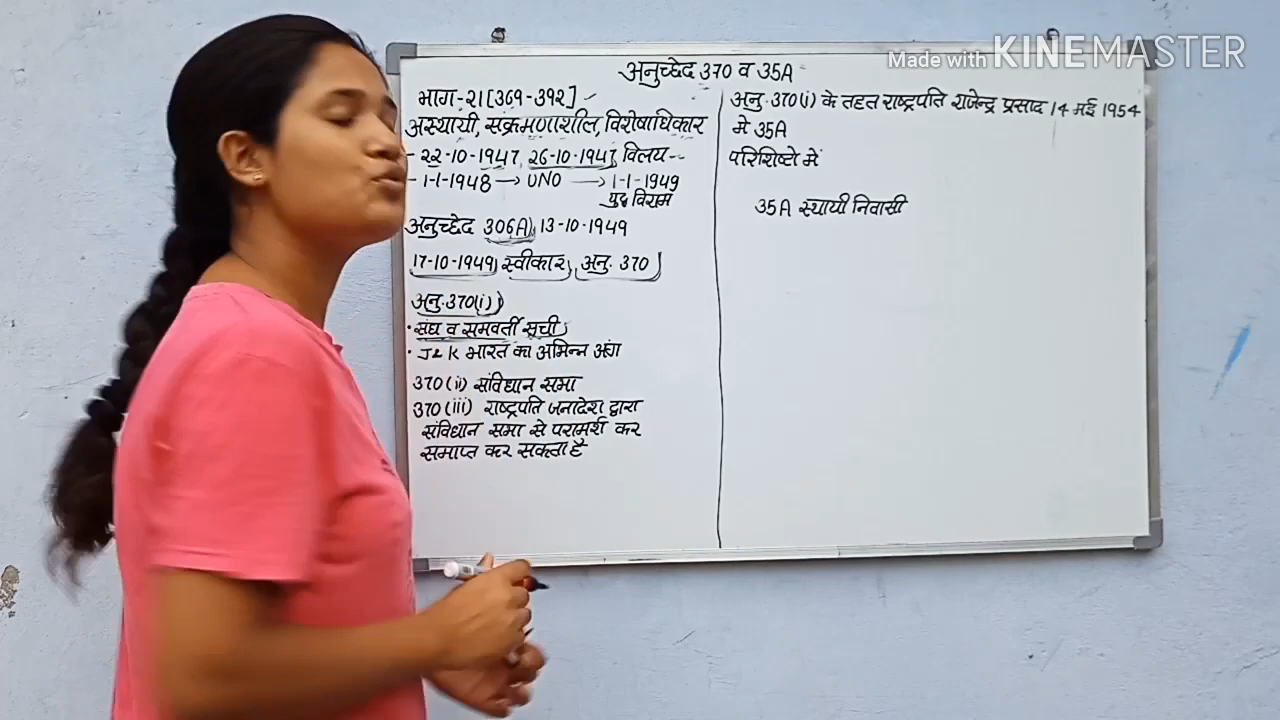 Made with KINEMASTER
अनुच्छेद 370 व 35A
भाग-21[369-392]
अस्थायी, संक्रमणाशील, विशेषाधिकार
- 22-10-1947, 26-10-1947, विलय--
- 1-1-1948 → UNO → 1-1-1949
युद्ध विराम
अनुच्छेद 306A) 13-10-1949
17-10-1949) स्वीकार, अनु. 370
अनु.370(i)
• संघ व समवर्ती सूची
• J&K भारत का अभिन्न अंग
370(ii) संविधान सभा
370(iii) राष्ट्रपति जनादेश द्वारा
संविधान सभा से परामर्श कर
समाप्त कर सकता है
अनु.370(i) के तहत राष्ट्रपति राजेन्द्र प्रसाद 14 मई 1954
मे 35A
परिशिष्टो में
35A स्थायी निवासी